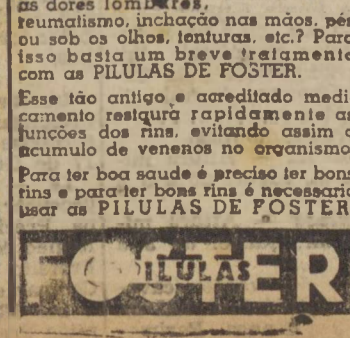 as dores lombares,
reumatismo, inchação nas mãos, pés
ou sob os olhos, tonturas, etc.? Para
isso basta um breve tratamento
com as PILULAS DE FOSTER.
Esse tão antigo e acreditado medi-
camento restaura rapidamente as
funções dos rins, evitando assim o
acumulo de venenos no organismo
Para ter boa saude é preciso ter bons
rins e para ter bons rins é necessario
usar as PILULAS DE FOSTER
PILULAS
FOSTER